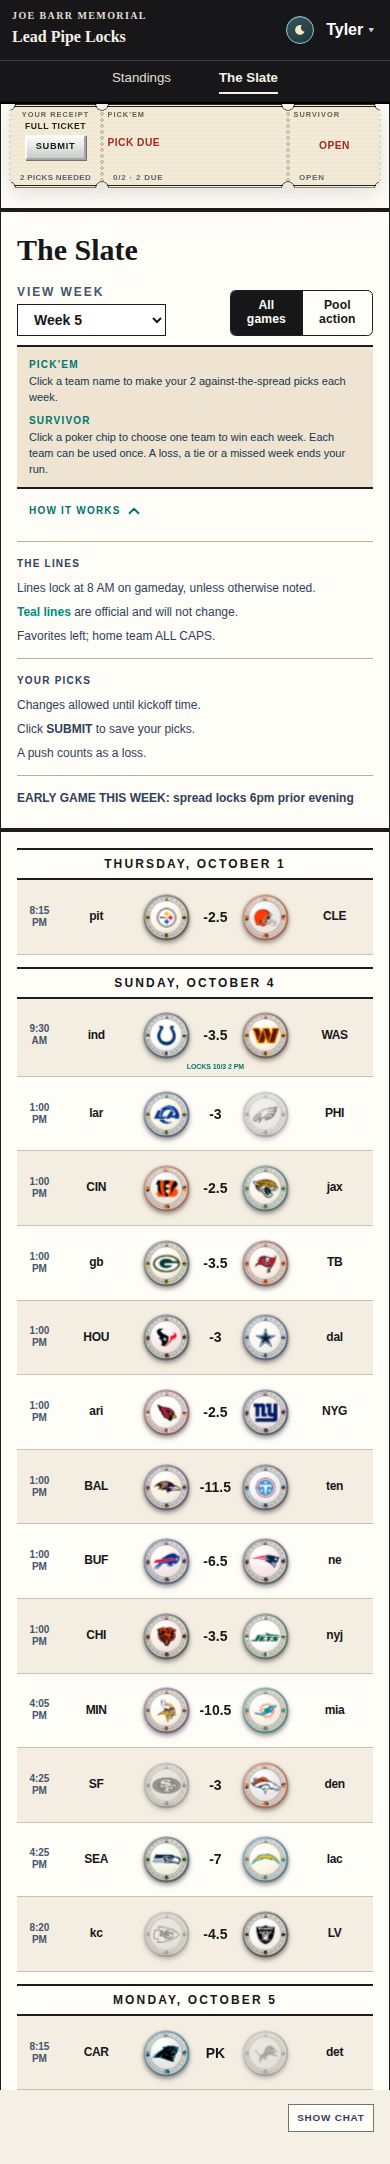 JOE BARR MEMORIAL
Lead Pipe Locks
Tyler ▾
Standings
The Slate
YOUR RECEIPT
FULL TICKET
SUBMIT
2 PICKS NEEDED
PICK'EM
PICK DUE
0/2 · 2 DUE
SURVIVOR
OPEN
OPEN
The Slate
VIEW WEEK
Week 5
All games
Pool action
PICK'EM
Click a team name to make your 2 against-the-spread picks each
week.
SURVIVOR
Click a poker chip to choose one team to win each week. Each
team can be used once. A loss, a tie or a missed week ends your
run.
HOW IT WORKS
THE LINES
Lines lock at 8 AM on gameday, unless otherwise noted.
Teal lines are official and will not change.
Favorites left; home team ALL CAPS.
YOUR PICKS
Changes allowed until kickoff time.
Click SUBMIT to save your picks.
A push counts as a loss.
EARLY GAME THIS WEEK: spread locks 6pm prior evening
THURSDAY, OCTOBER 1
8:15 PM pit -2.5 CLE
SUNDAY, OCTOBER 4
9:30 AM ind -3.5 WAS
LOCKS 10/3 2 PM
1:00 PM lar -3 PHI
1:00 PM CIN -2.5 jax
1:00 PM gb -3.5 TB
1:00 PM HOU -3 dal
1:00 PM ari -2.5 NYG
1:00 PM BAL -11.5 ten
1:00 PM BUF -6.5 ne
1:00 PM CHI -3.5 nyj
4:05 PM MIN -10.5 mia
4:25 PM SF -3 den
4:25 PM SEA -7 lac
8:20 PM kc -4.5 LV
MONDAY, OCTOBER 5
8:15 PM CAR PK det
SHOW CHAT